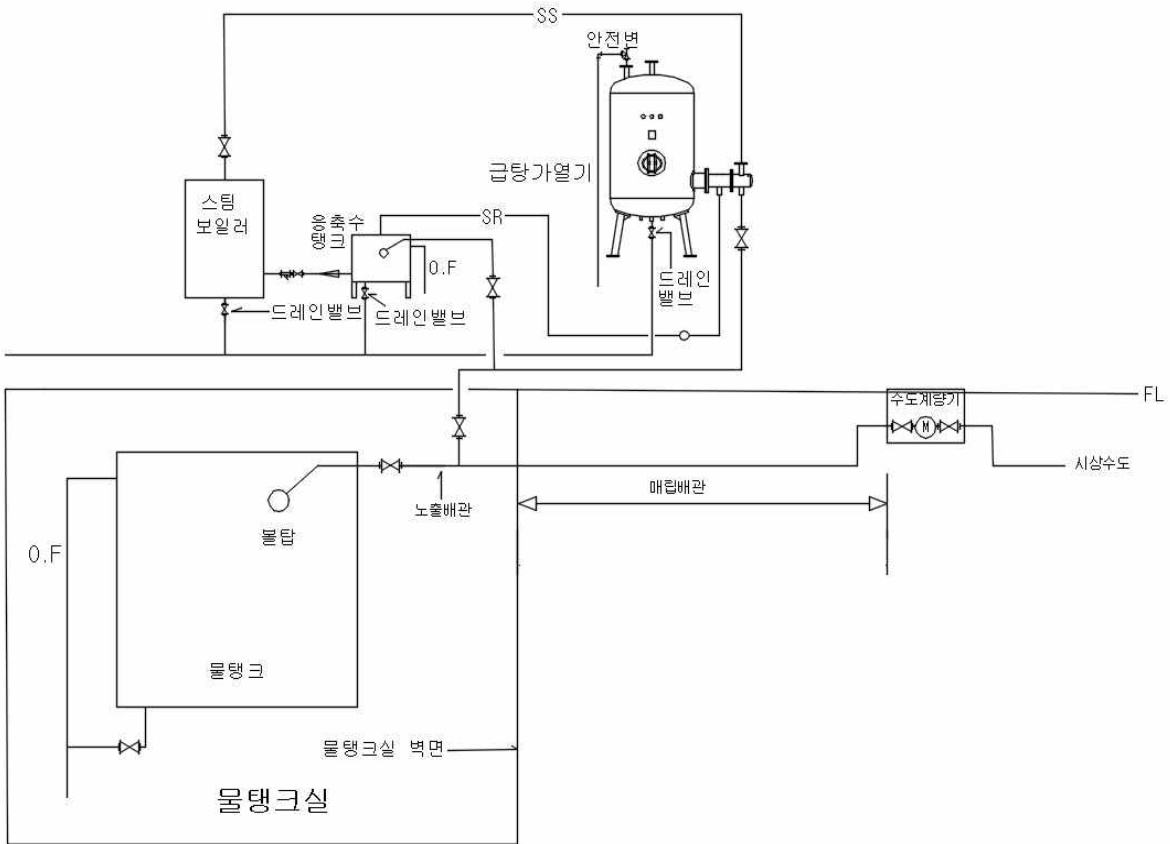 SS
안전변
급탕가열기
스팀
보일러
응축수
탱크
SR
O.F
드레인
밸브
드레인밸브
드레인밸브
FL
수도계량기
M
시상수도
매립배관
노출배관
볼탑
O.F
물탱크
물탱크실 벽면
물탱크실